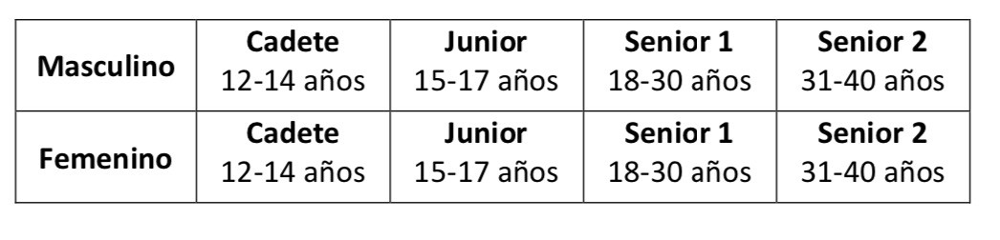 Masculino
Cadete
12-14 años
Junior
15-17 años
Senior 1
18-30 años
Senior 2
31-40 años
Femenino
Cadete
12-14 años
Junior
15-17 años
Senior 1
18-30 años
Senior 2
31-40 años